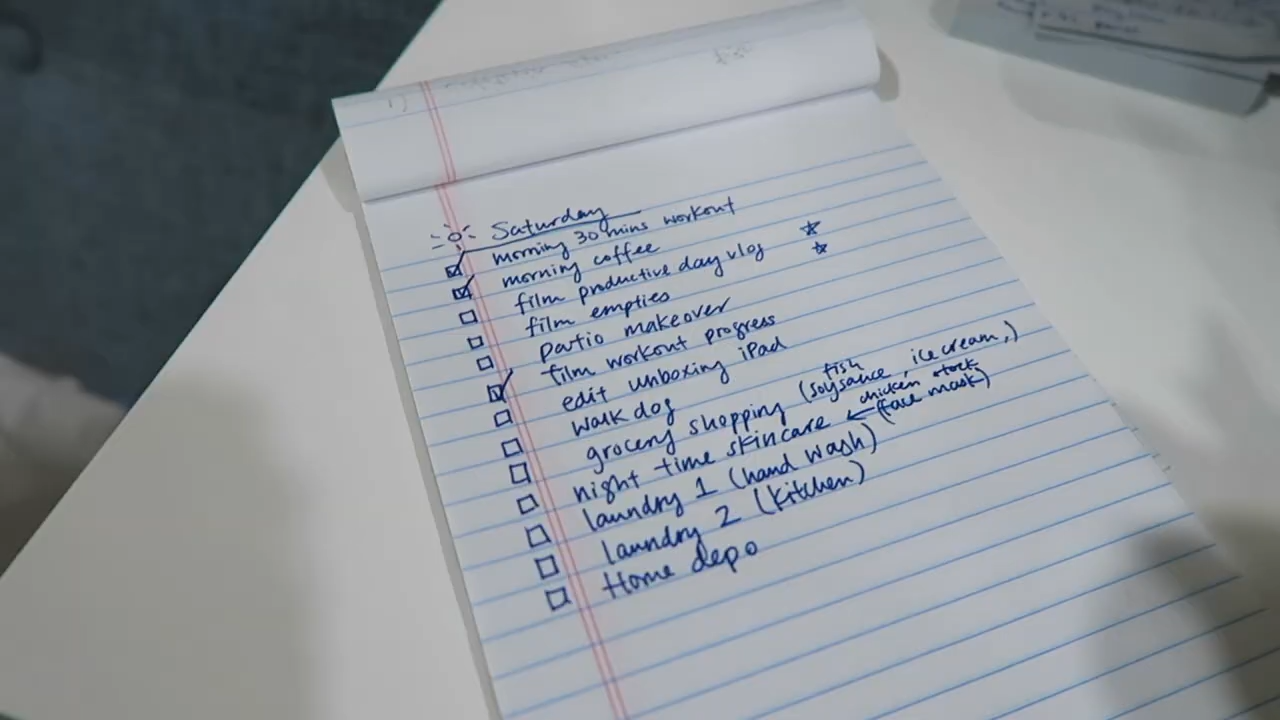 Saturday
morning 30 mins workout
morning coffee
film productive day vlog
film empties
patio makeover
film workout progress
edit unboxing iPad
walk dog
grocery shopping (soysauce, ice cream,)
fish
chicken stock
night time skincare ← (face mask)
laundry 1 (hand wash)
laundry 2 (kitchen)
Home depo